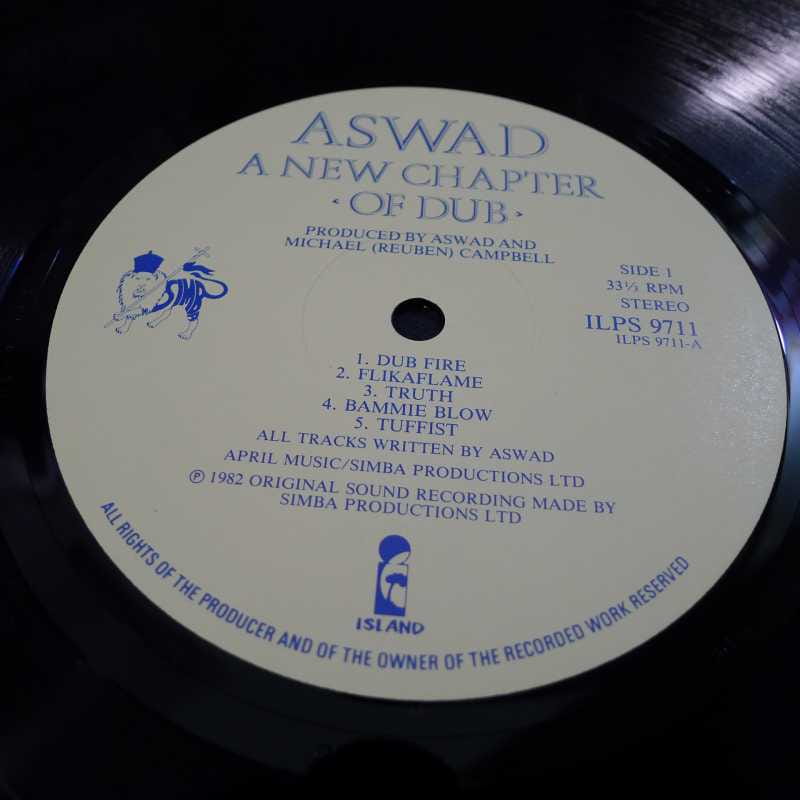 ASWAD
A NEW CHAPTER
· OF DUB ·
PRODUCED BY ASWAD AND
MICHAEL (REUBEN) CAMPBELL
SIMBA
SIDE 1
33⅓ RPM
STEREO
ILPS 9711
ILPS 9711-A
1. DUB FIRE
2. FLIKAFLAME
3. TRUTH
4. BAMMIE BLOW
5. TUFFIST
ALL TRACKS WRITTEN BY ASWAD
APRIL MUSIC/SIMBA PRODUCTIONS LTD
℗ 1982 ORIGINAL SOUND RECORDING MADE BY
SIMBA PRODUCTIONS LTD
ISLAND
ALL RIGHTS OF THE PRODUCER AND OF THE OWNER OF THE RECORDED WORK RESERVED